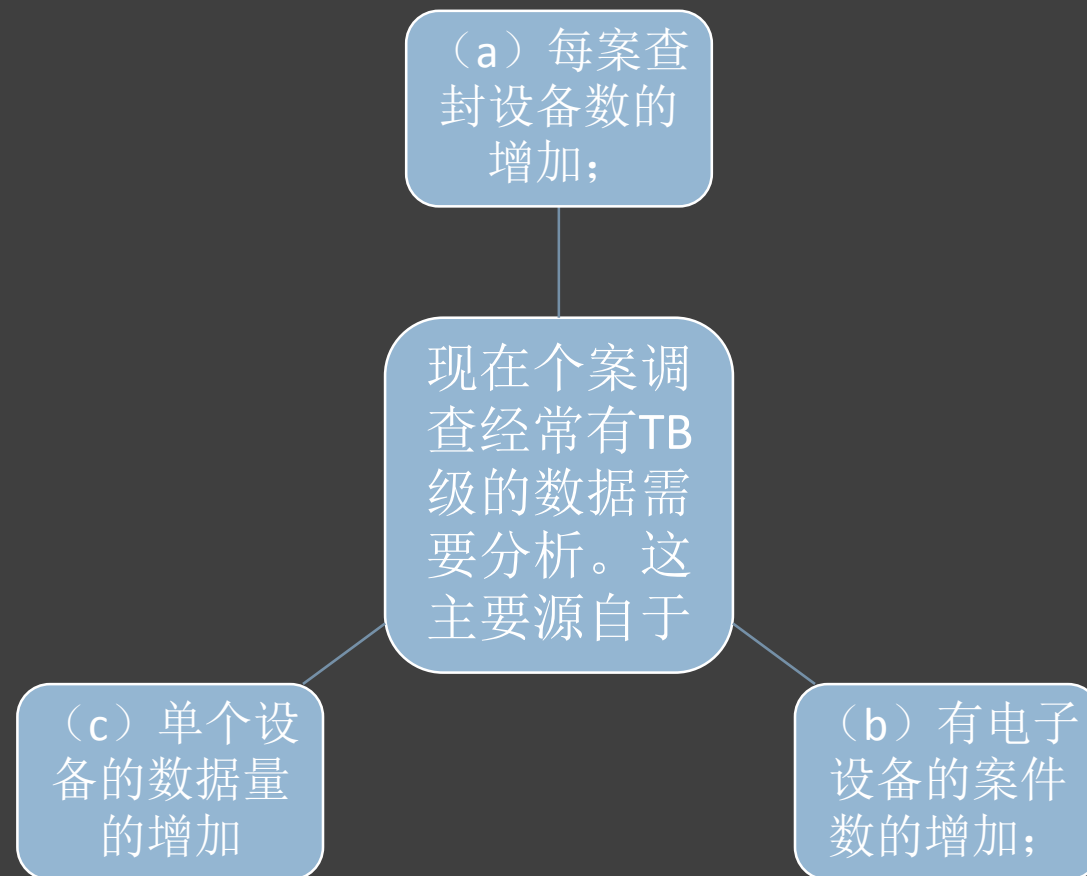 （a）每案查
封设备数的
增加；
现在个案调
查经常有TB
级的数据需
要分析。这
主要源自于
（c）单个设
备的数据量
的增加
（b）有电子
设备的案件
数的增加；